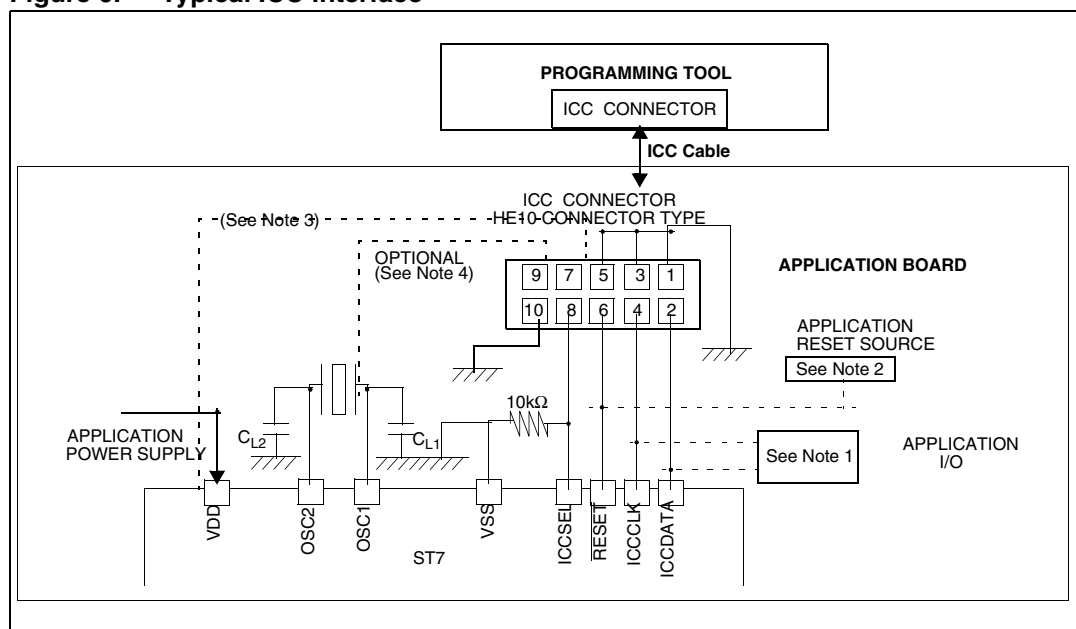 PROGRAMMING TOOL
ICC CONNECTOR
ICC Cable
ICC CONNECTOR
HE10 CONNECTOR TYPE
(See Note 3)
OPTIONAL
(See Note 4)
9 7 5 3 1
10 8 6 4 2
APPLICATION BOARD
APPLICATION
RESET SOURCE
See Note 2
10kΩ
CL2
CL1
APPLICATION
POWER SUPPLY
See Note 1
APPLICATION
I/O
VDD
OSC2
OSC1
VSS
ICCSEL
RESET
ICCCLK
ICCDATA
ST7